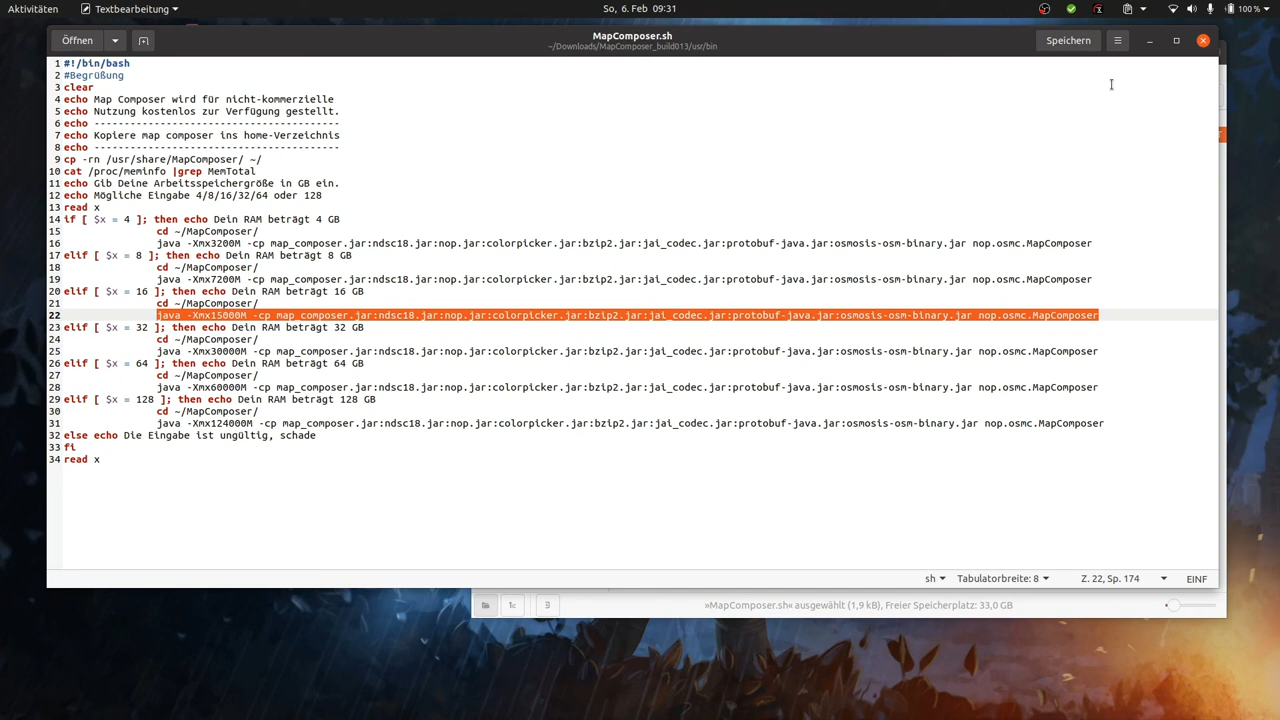 Aktivitäten
Textbearbeitung
So, 6. Feb 09:31
100 %
Öffnen
MapComposer.sh
~/Downloads/MapComposer_build013/usr/bin
Speichern
1 #!/bin/bash
2 #Begrüßung
3 clear
4 echo Map Composer wird für nicht-kommerzielle
5 echo Nutzung kostenlos zur Verfügung gestellt.
6 echo -----------------------------------------
7 echo Kopiere map composer ins home-Verzeichnis
8 echo -----------------------------------------
9 cp -rn /usr/share/MapComposer/ ~/
10 cat /proc/meminfo |grep MemTotal
11 echo Gib Deine Arbeitsspeichergröße in GB ein.
12 echo Mögliche Eingabe 4/8/16/32/64 oder 128
13 read x
14 if [ $x = 4 ]; then echo Dein RAM beträgt 4 GB
15 cd ~/MapComposer/
16 java -Xmx3200M -cp map_composer.jar:ndsc18.jar:nop.jar:colorpicker.jar:bzip2.jar:jai_codec.jar:protobuf-java.jar:osmosis-osm-binary.jar nop.osmc.MapComposer
17 elif [ $x = 8 ]; then echo Dein RAM beträgt 8 GB
18 cd ~/MapComposer/
19 java -Xmx7200M -cp map_composer.jar:ndsc18.jar:nop.jar:colorpicker.jar:bzip2.jar:jai_codec.jar:protobuf-java.jar:osmosis-osm-binary.jar nop.osmc.MapComposer
20 elif [ $x = 16 ]; then echo Dein RAM beträgt 16 GB
21 cd ~/MapComposer/
22 java -Xmx15000M -cp map_composer.jar:ndsc18.jar:nop.jar:colorpicker.jar:bzip2.jar:jai_codec.jar:protobuf-java.jar:osmosis-osm-binary.jar nop.osmc.MapComposer
23 elif [ $x = 32 ]; then echo Dein RAM beträgt 32 GB
24 cd ~/MapComposer/
25 java -Xmx30000M -cp map_composer.jar:ndsc18.jar:nop.jar:colorpicker.jar:bzip2.jar:jai_codec.jar:protobuf-java.jar:osmosis-osm-binary.jar nop.osmc.MapComposer
26 elif [ $x = 64 ]; then echo Dein RAM beträgt 64 GB
27 cd ~/MapComposer/
28 java -Xmx60000M -cp map_composer.jar:ndsc18.jar:nop.jar:colorpicker.jar:bzip2.jar:jai_codec.jar:protobuf-java.jar:osmosis-osm-binary.jar nop.osmc.MapComposer
29 elif [ $x = 128 ]; then echo Dein RAM beträgt 128 GB
30 cd ~/MapComposer/
31 java -Xmx124000M -cp map_composer.jar:ndsc18.jar:nop.jar:colorpicker.jar:bzip2.jar:jai_codec.jar:protobuf-java.jar:osmosis-osm-binary.jar nop.osmc.MapComposer
32 else echo Die Eingabe ist ungültig, schade
33 fi
34 read x
sh
Tabulatorbreite: 8
Z. 22, Sp. 174
EINF
»MapComposer.sh« ausgewählt (1,9 kB), Freier Speicherplatz: 33,0 GB